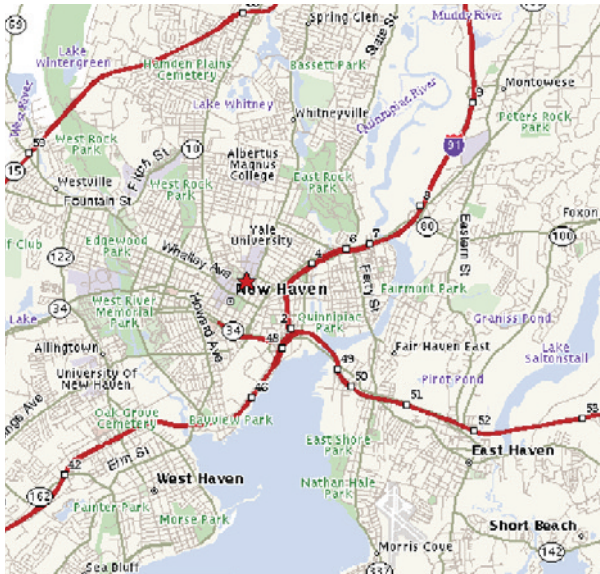 59
Spring Glen
Lake
Wintergreen
Hamden Plains
Cemetery
Bassett Park
State St
Muddy River
West River
Lake Whitney
Whitneyville
Quinnipiac River
9
Montowese
Peters Rock
Park
West Rock
Park
Fitch St
10
Albertus
Magnus
College
East Rock
Park
91
15
Westville
Fountain St
West Rock
Park
Yale
University
8
80
Foxon
f Club
122
Edgewood
Park
Whalley Ave
4
6
7
Ferry St
Eastern St
100
34
New Haven
Fairmont Park
Lake
West River
Memorial
Park
Howard Ave
34
2
Quinnipiac
Park
Graniss Pond
Allingtown
48
Fair Haven East
Lake
Saltonstall
University Of
New Haven
46
49
50
Pirot Pond
51
52
53
Oak Grove
Cemetery
Bayview Park
East Shore
Park
Elm St
42
West Haven
East Haven
162
Painter Park
Nathan Hale
Park
Morse Park
Short Beach
Morris Cove
142
Sea Bluff
337